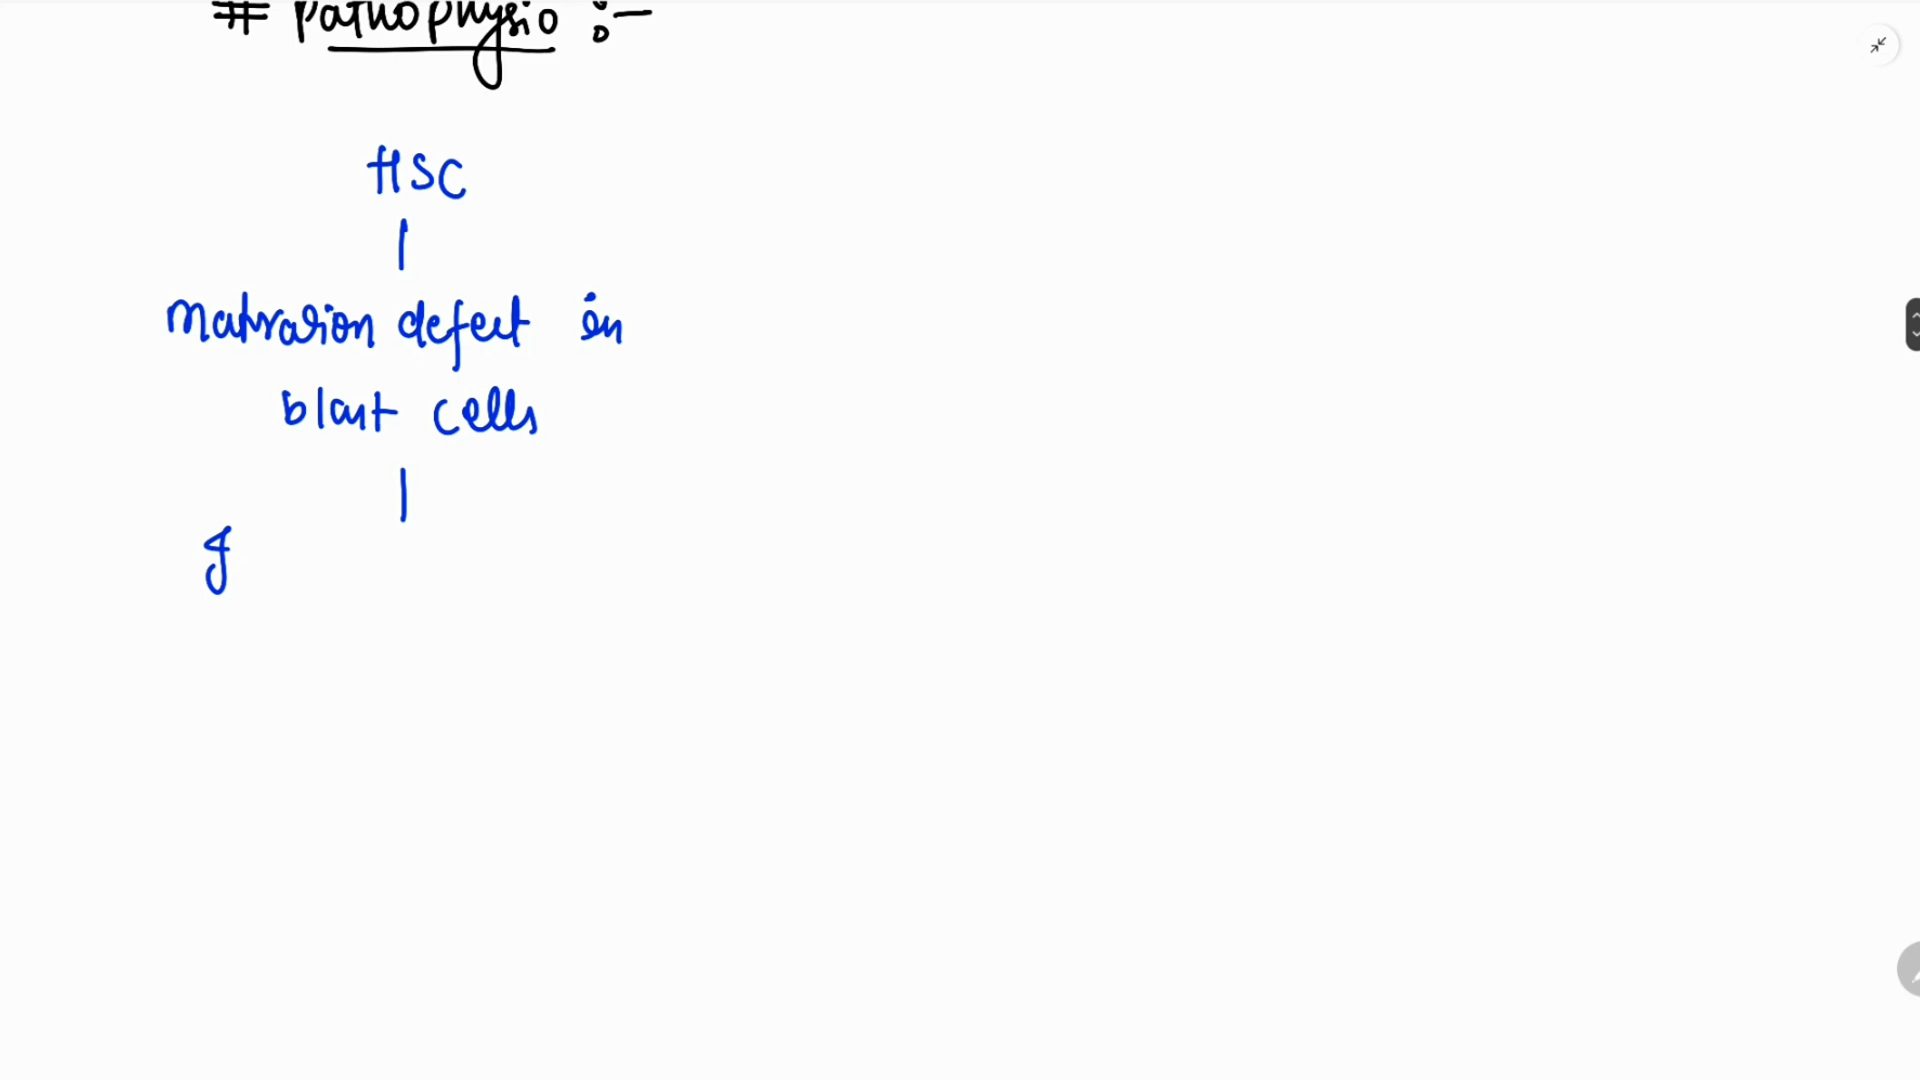 # Pathophysio :-
HSC
maturation defect in
blast cells